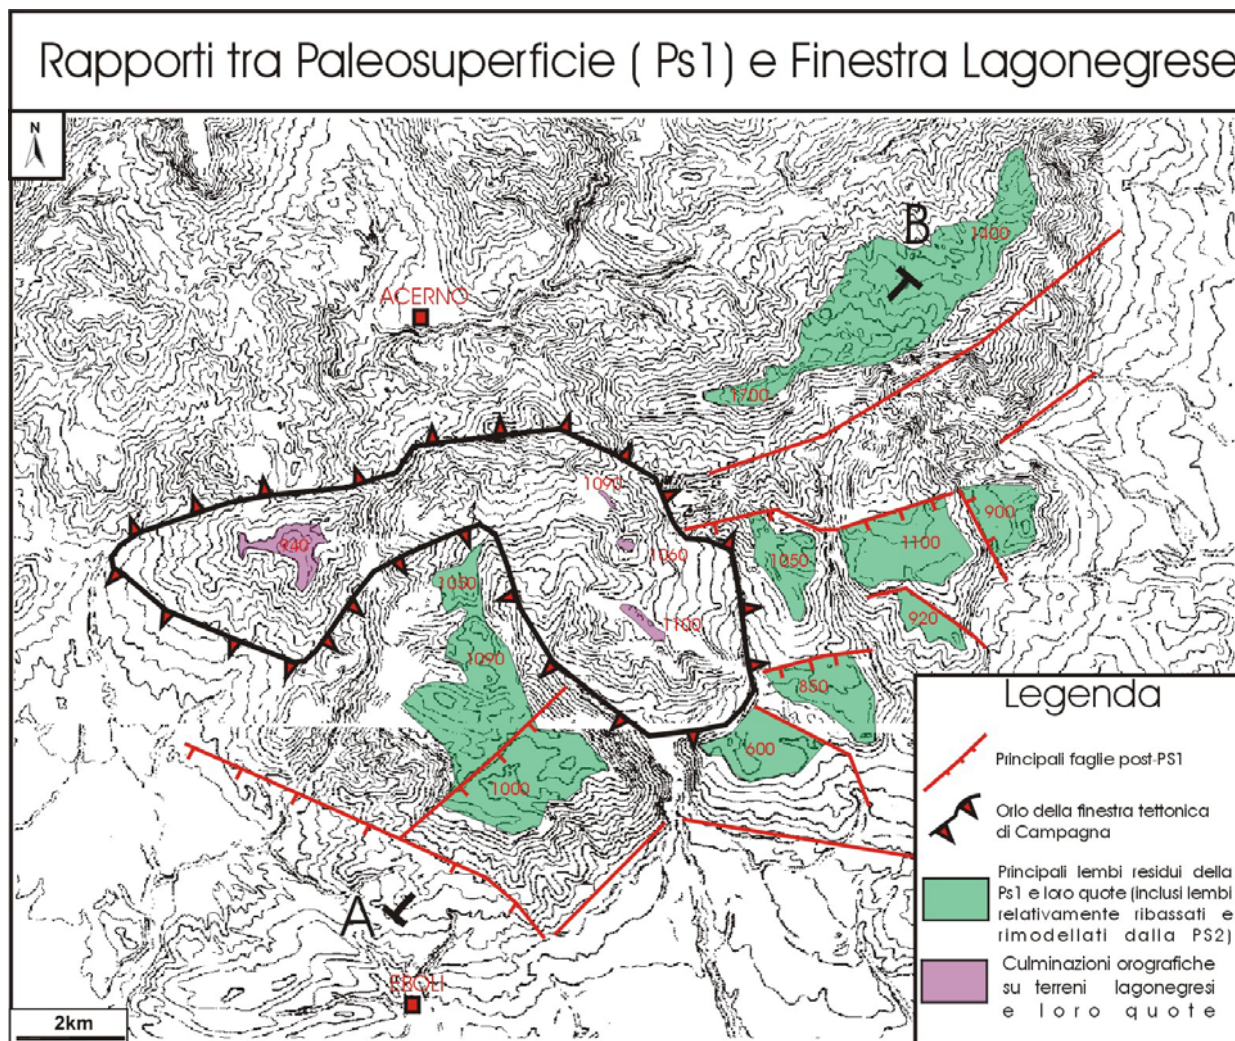 Rapporti tra Paleosuperficie ( Ps1) e Finestra Lagonegrese
N
B
1400
ACERNO
1700
1090
900
940
1100
1060
1050
1050
1100
920
1090
850
600
1000
A
EBOLI
2km
Legenda
Principali faglie post-PS1
Orlo della finestra tettonica
di Campagna
Principali lembi residui della
Ps1 e loro quote (inclusi lembi
relativamente ribassati e
rimodellati dalla PS2)
Culminazioni orografiche
su terreni lagonegresi
e loro quote